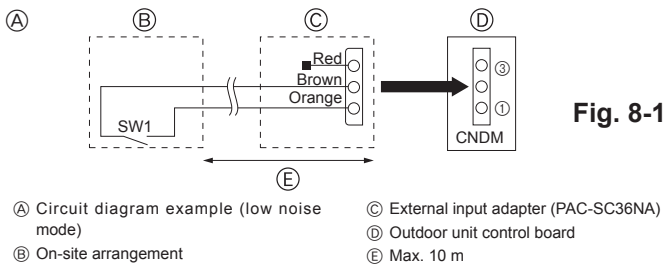 Ⓐ Ⓑ Ⓒ Ⓓ
Red
Brown
Orange
SW1
③
①
CNDM
Fig. 8-1
Ⓔ
Ⓐ Circuit diagram example (low noise
mode)
Ⓑ On-site arrangement
Ⓒ External input adapter (PAC-SC36NA)
Ⓓ Outdoor unit control board
Ⓔ Max. 10 m